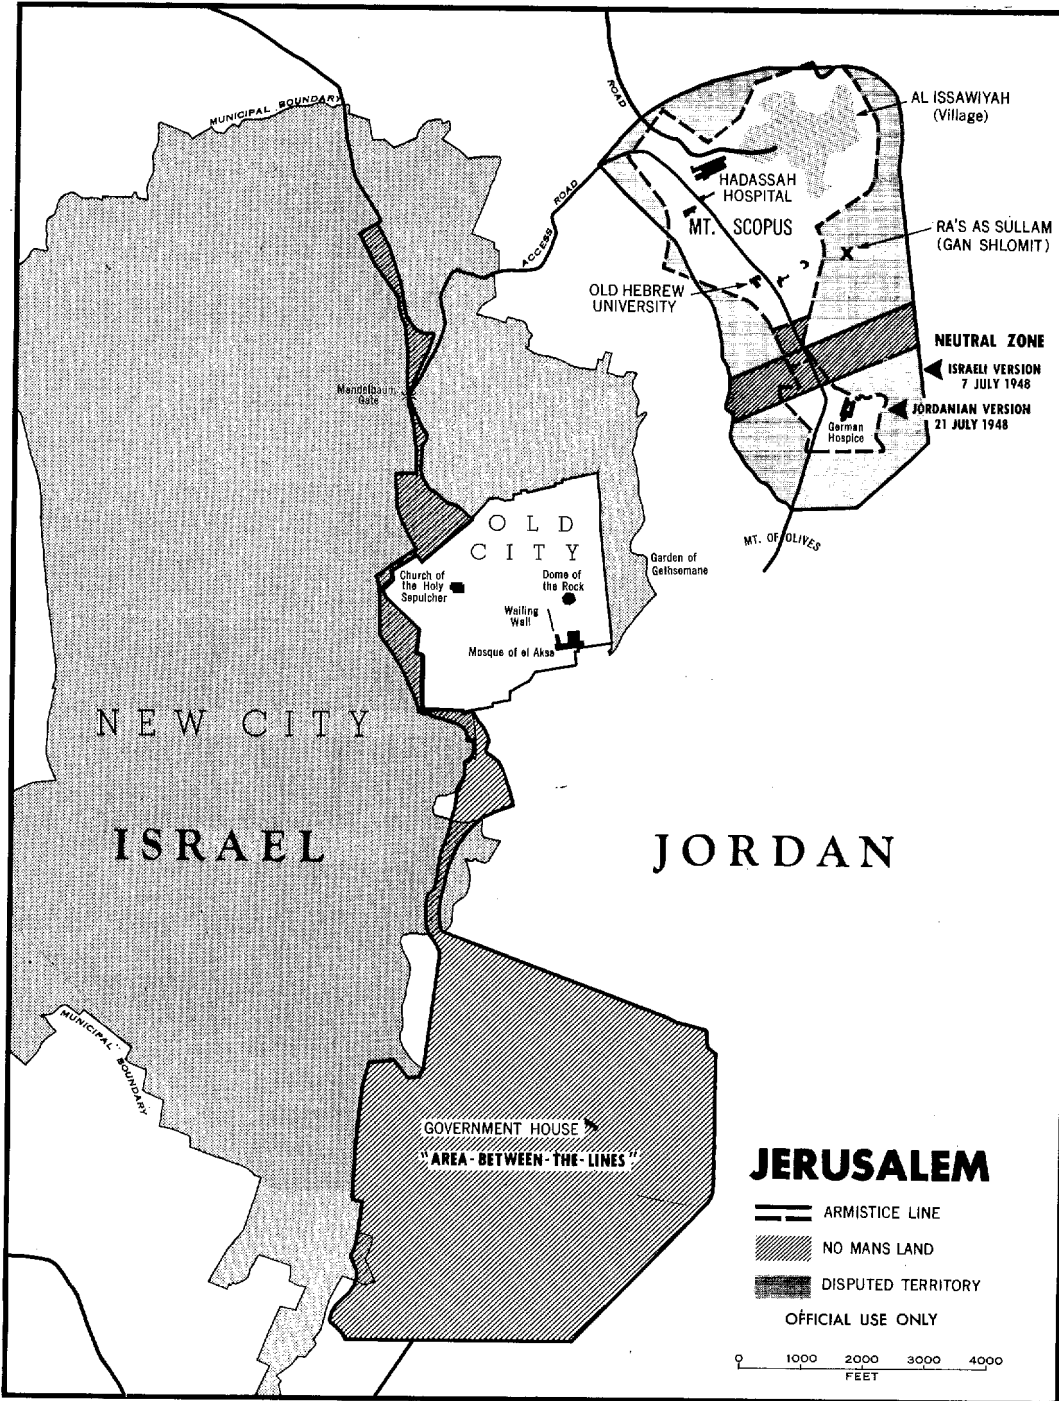 MUNICIPAL BOUNDARY
ROAD
AL ISSAWIYAH
(Village)
HADASSAH
HOSPITAL
MT. SCOPUS
RA'S AS SULLAM
(GAN SHLOMIT)
X
ACCESS ROAD
OLD HEBREW
UNIVERSITY
NEUTRAL ZONE
ISRAELI VERSION
7 JULY 1948
JORDANIAN VERSION
21 JULY 1948
German
Hospice
Mandelbaum
Gate
MT. OF OLIVES
OLD
CITY
Garden of
Gethsemane
Church of
the Holy
Sepulcher
Dome of
the Rock
Wailing
Wall
Mosque of el Aksa
NEW CITY
ISRAEL
JORDAN
MUNICIPAL BOUNDARY
GOVERNMENT HOUSE
"AREA-BETWEEN-THE-LINES"
JERUSALEM
ARMISTICE LINE
NO MANS LAND
DISPUTED TERRITORY
OFFICIAL USE ONLY
0 1000 2000 3000 4000
FEET